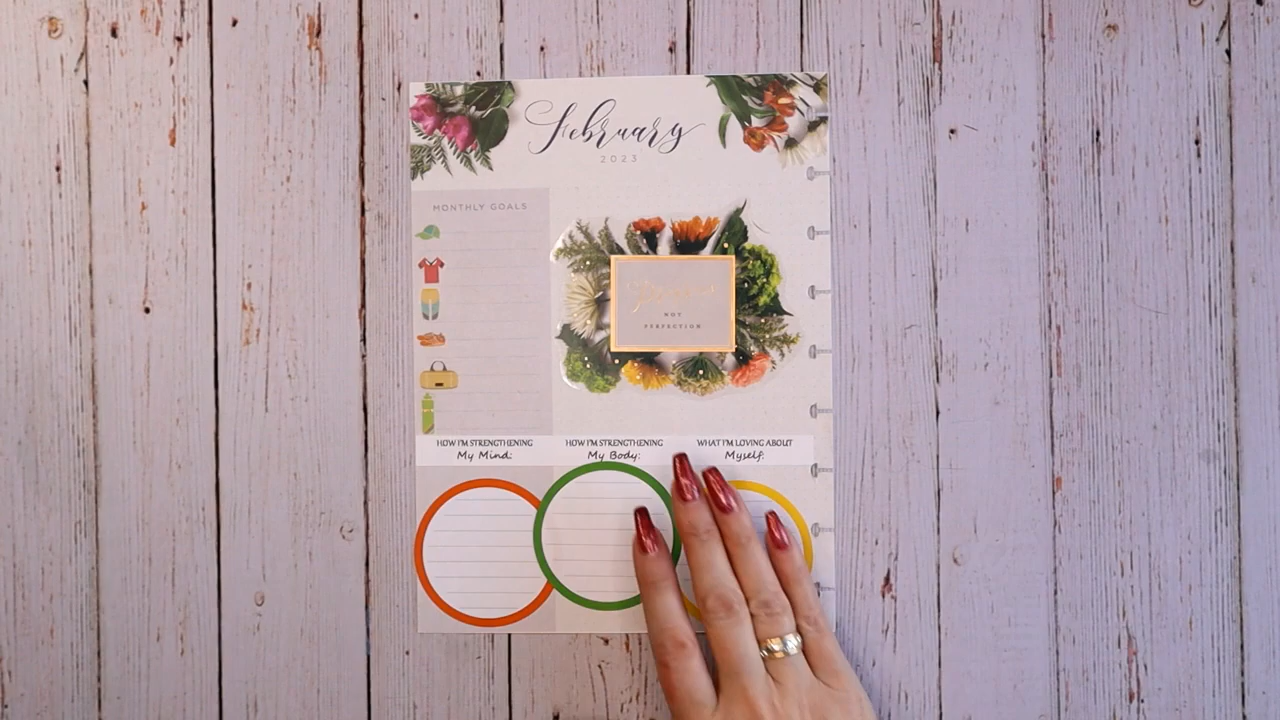 February
2023
MONTHLY GOALS
NOT
PERFECTION
HOW I'M STRENGTHENING
My Mind:
HOW I'M STRENGTHENING
My Body:
WHAT I'M LOVING ABOUT
Myself: